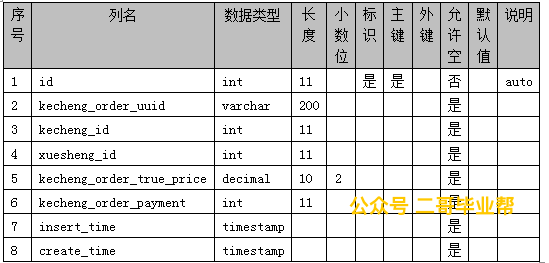 序号 列名 数据类型 长度 小数位 标识 主键 外键 允许空 默认值 说明
1 id int 11 是 是 否 auto
2 kecheng_order_uuid varchar 200 是
3 kecheng_id int 11 是
4 xuesheng_id int 11 是
5 kecheng_order_true_price decimal 10 2 是
6 kecheng_order_payment int 11 是
7 insert_time timestamp 是
8 create_time timestamp 是
公众号 二哥毕业帮